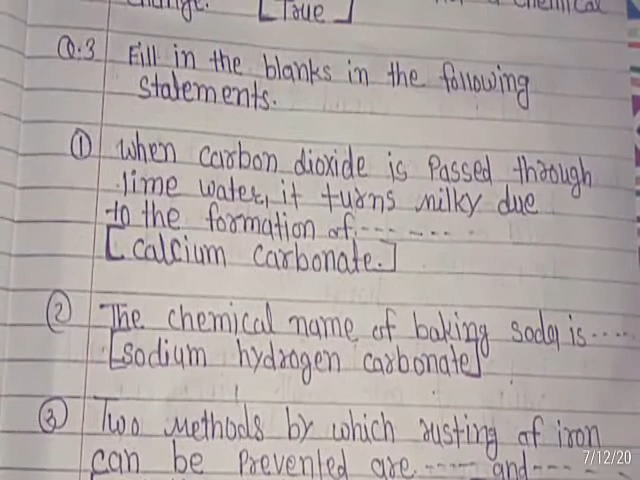 change. [True]
a chemical
Q.3 Fill in the blanks in the following
statements.
① When carbon dioxide is passed through
lime water, it turns milky due
to the formation of -------
[calcium carbonate.]
② The chemical name of baking soda is ----
[sodium hydrogen carbonate]
③ Two methods by which rusting of iron
can be prevented are ----- and -----
7/12/20